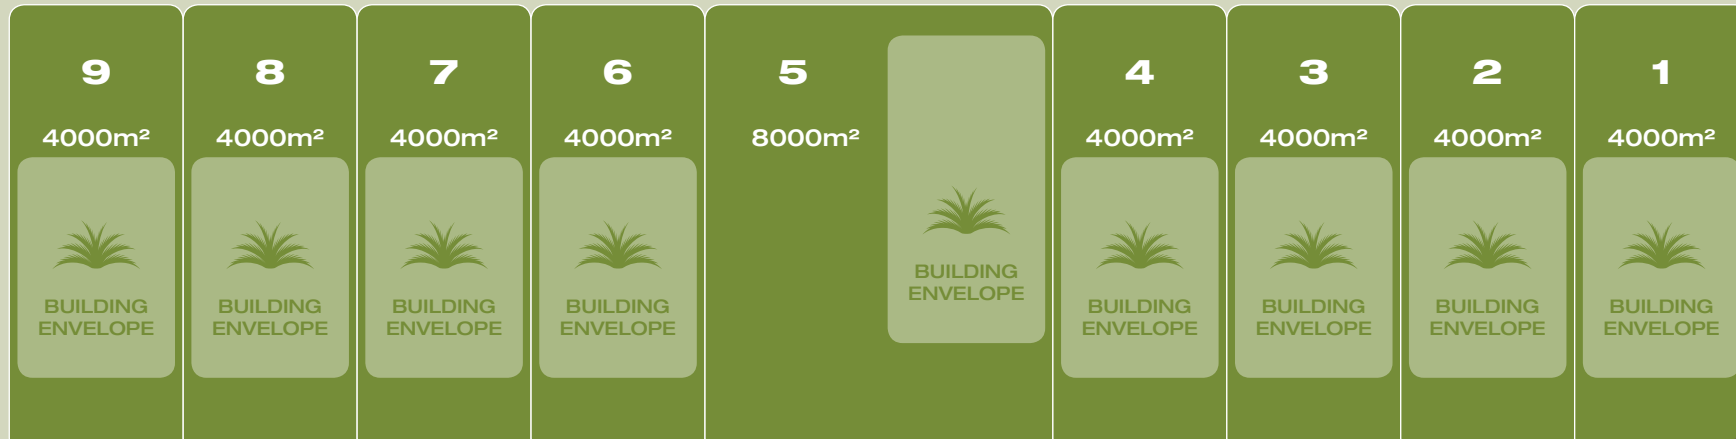 9
4000m²
BUILDING
ENVELOPE
8
4000m²
BUILDING
ENVELOPE
7
4000m²
BUILDING
ENVELOPE
6
4000m²
BUILDING
ENVELOPE
5
8000m²
BUILDING
ENVELOPE
4
4000m²
BUILDING
ENVELOPE
3
4000m²
BUILDING
ENVELOPE
2
4000m²
BUILDING
ENVELOPE
1
4000m²
BUILDING
ENVELOPE